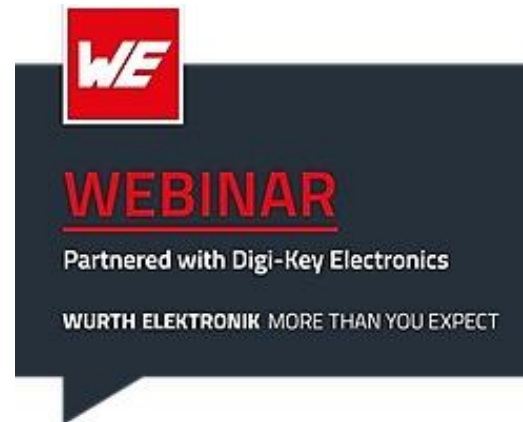 WE
WEBINAR
Partnered with Digi-Key Electronics
WURTH ELEKTRONIK MORE THAN YOU EXPECT